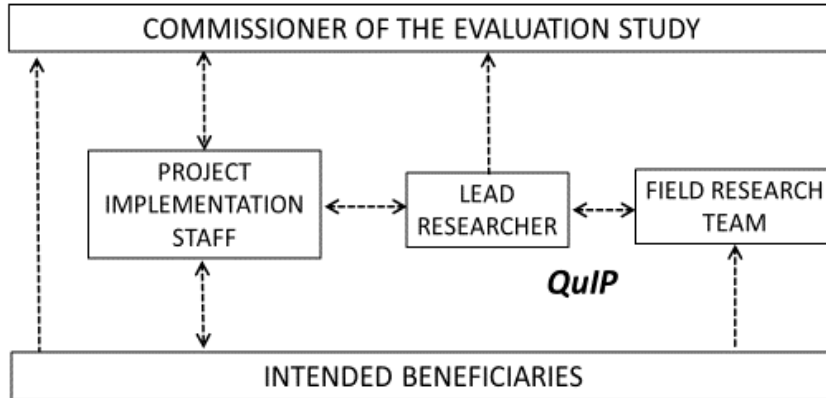 COMMISSIONER OF THE EVALUATION STUDY
PROJECT
IMPLEMENTATION
STAFF
LEAD
RESEARCHER
FIELD RESEARCH
TEAM
QuIP
INTENDED BENEFICIARIES